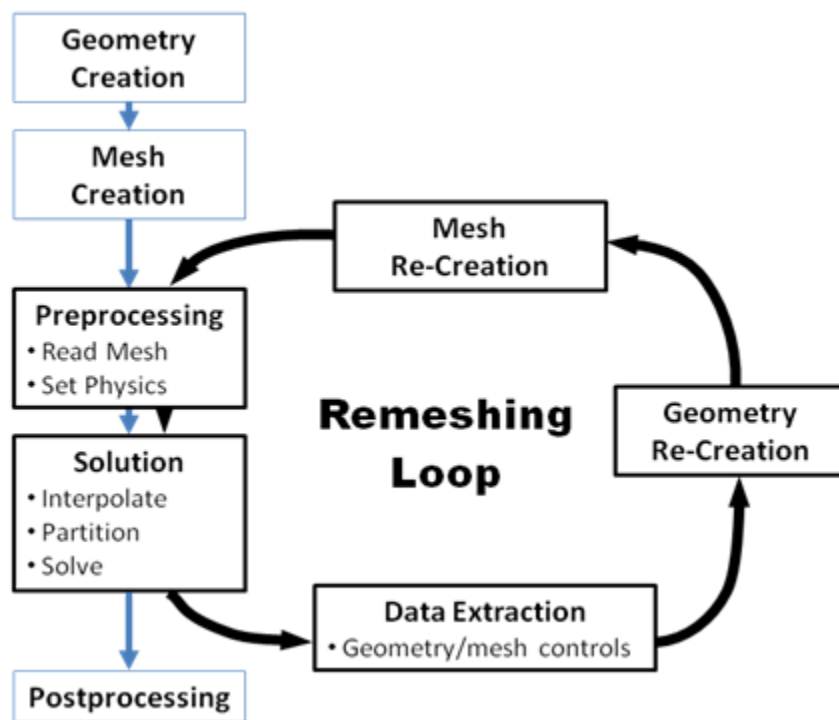 Geometry
Creation
Mesh
Creation
Preprocessing
• Read Mesh
• Set Physics
Solution
• Interpolate
• Partition
• Solve
Postprocessing
Data Extraction
• Geometry/mesh controls
Geometry
Re-Creation
Mesh
Re-Creation
Remeshing
Loop